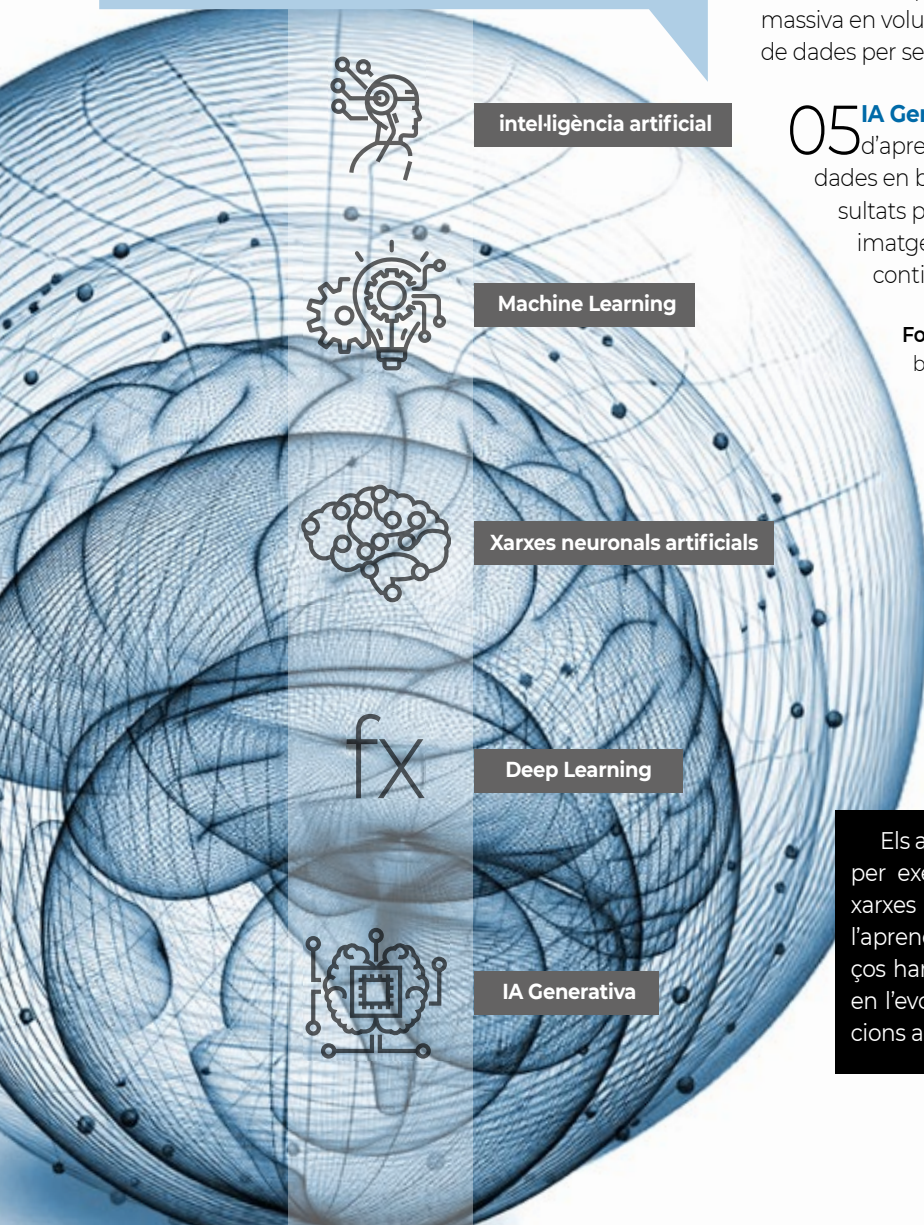 massiva en volu
de dades per se
05 IA Ger
d'apre
dades en b
sultats p
imatge
conti
Fo
b
intel·ligència artificial
Machine Learning
Xarxes neuronals artificials
fx
Deep Learning
IA Generativa
Els a
per exe
xarxes
l'apren
ços har
en l'evo
cions a